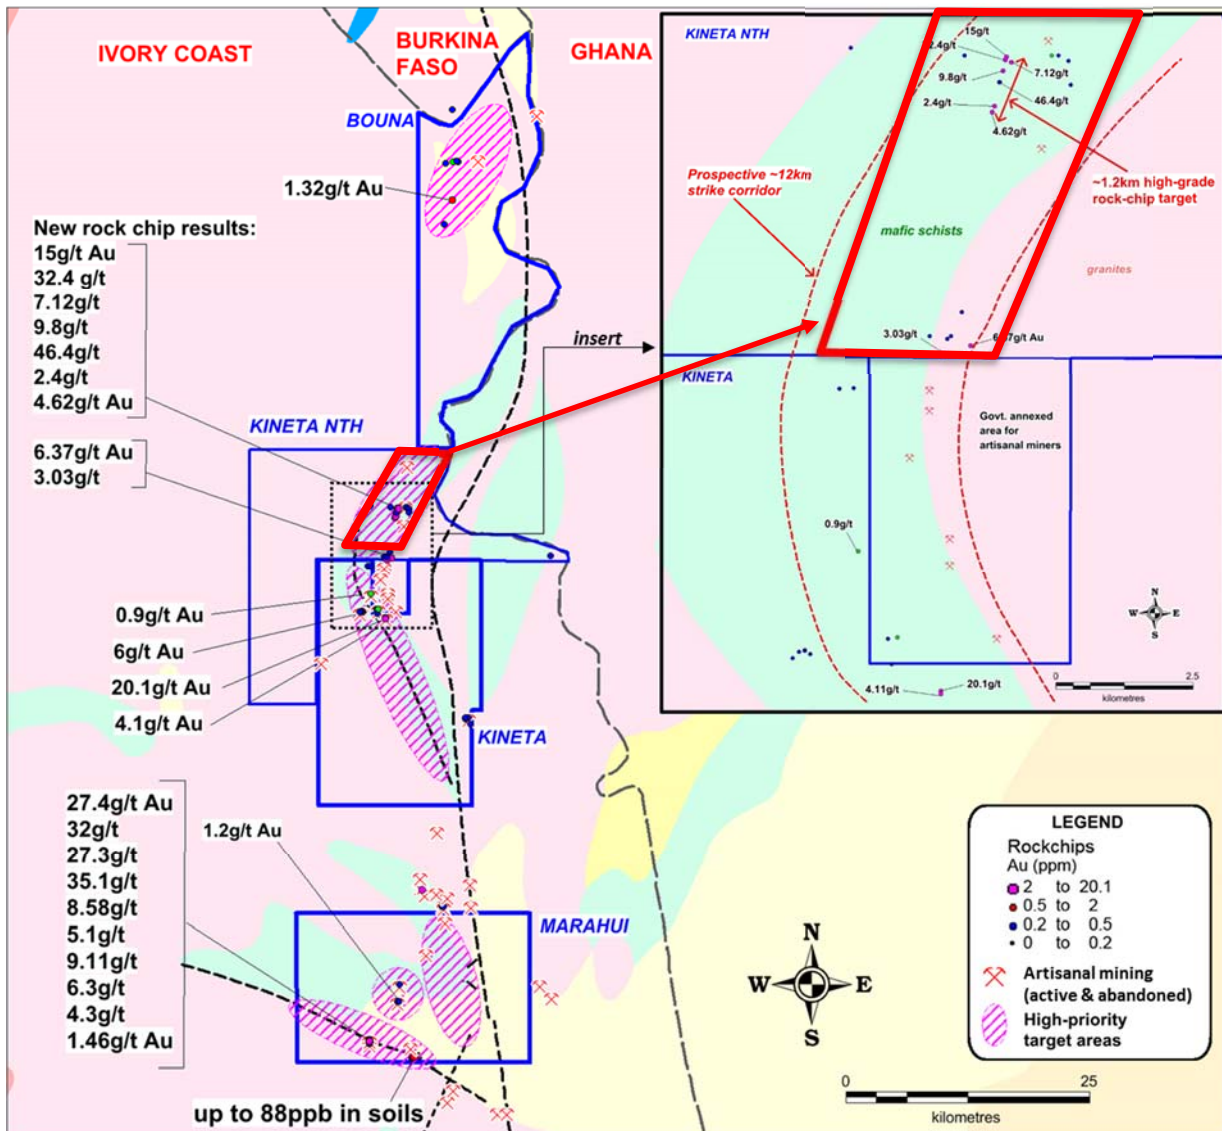 IVORY COAST
BURKINA
FASO
GHANA
BOUNA
1.32g/t Au
New rock chip results:
15g/t Au
32.4 g/t
7.12g/t
9.8g/t
46.4g/t
2.4g/t
4.62g/t Au
KINETA NTH
6.37g/t Au
3.03g/t
insert
0.9g/t Au
6g/t Au
20.1g/t Au
4.1g/t Au
KINETA
27.4g/t Au
32g/t
27.3g/t
35.1g/t
8.58g/t
5.1g/t
9.11g/t
6.3g/t
4.3g/t
1.46g/t Au
1.2g/t Au
MARAHUI
up to 88ppb in soils
KINETA NTH
15g/t
2.4g/t
9.8g/t
7.12g/t
2.4g/t
46.4g/t
4.62g/t
Prospective ~12km
strike corridor
~1.2km high-grade
rock-chip target
mafic schists
granites
3.03g/t
Au
KINETA
Govt. annexed
area for
artisanal miners
0.9g/t
N
W E
S
4.11g/t
20.1g/t
0 2.5
kilometres
LEGEND
Rockchips
Au (ppm)
2 to 20.1
0.5 to 2
0.2 to 0.5
0 to 0.2
Artisanal mining
(active & abandoned)
High-priority
target areas
N
W E
S
0 25
kilometres